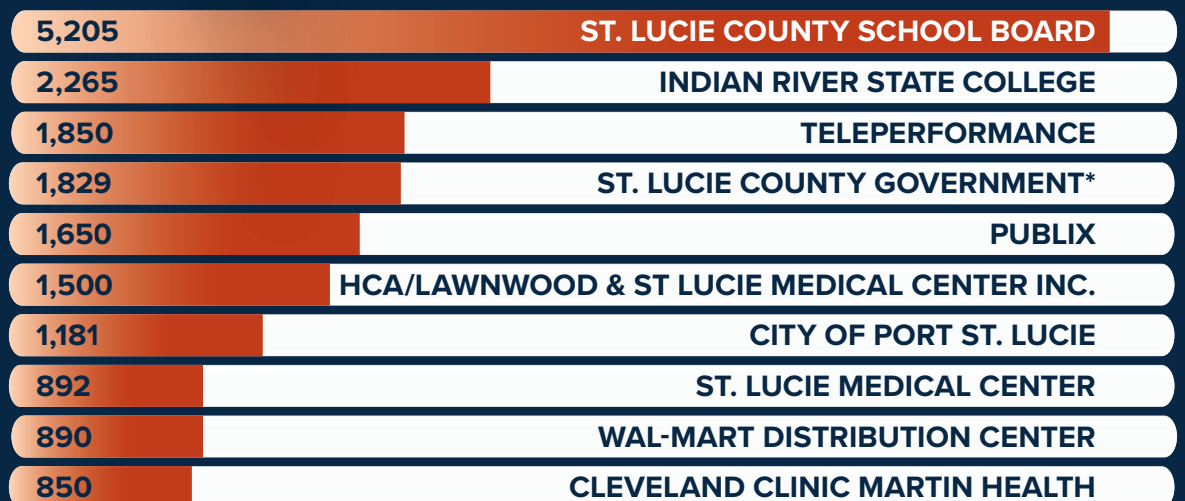 5,205 ST. LUCIE COUNTY SCHOOL BOARD
2,265 INDIAN RIVER STATE COLLEGE
1,850 TELEPERFORMANCE
1,829 ST. LUCIE COUNTY GOVERNMENT*
1,650 PUBLIX
1,500 HCA/LAWNWOOD & ST LUCIE MEDICAL CENTER INC.
1,181 CITY OF PORT ST. LUCIE
892 ST. LUCIE MEDICAL CENTER
890 WAL-MART DISTRIBUTION CENTER
850 CLEVELAND CLINIC MARTIN HEALTH